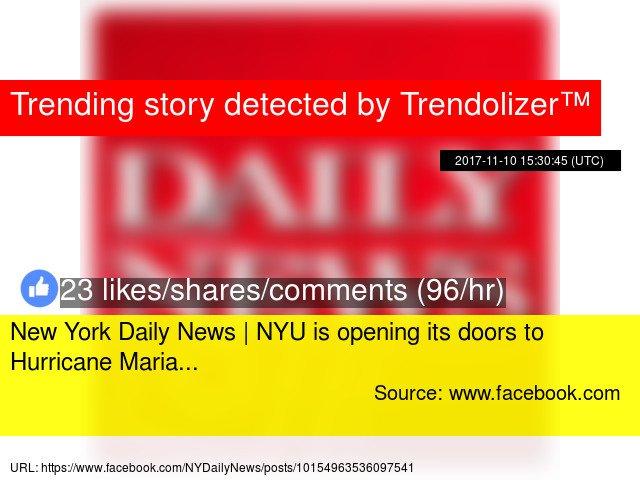 Trending story detected by Trendolizer™
2017-11-10 15:30:45 (UTC)
DAILY
NEWS
23 likes/shares/comments (96/hr)
New York Daily News | NYU is opening its doors to
Hurricane Maria...
Source: www.facebook.com
URL: https://www.facebook.com/NYDailyNews/posts/10154963536097541